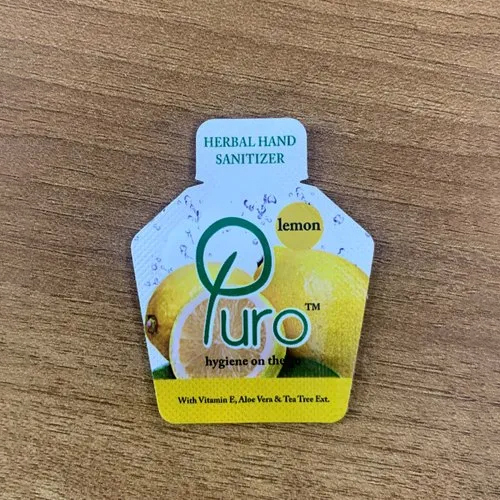 HERBAL HAND
SANITIZER
lemon
Puro™
hygiene on the
With Vitamin E, Aloe Vera & Tea Tree Ext.